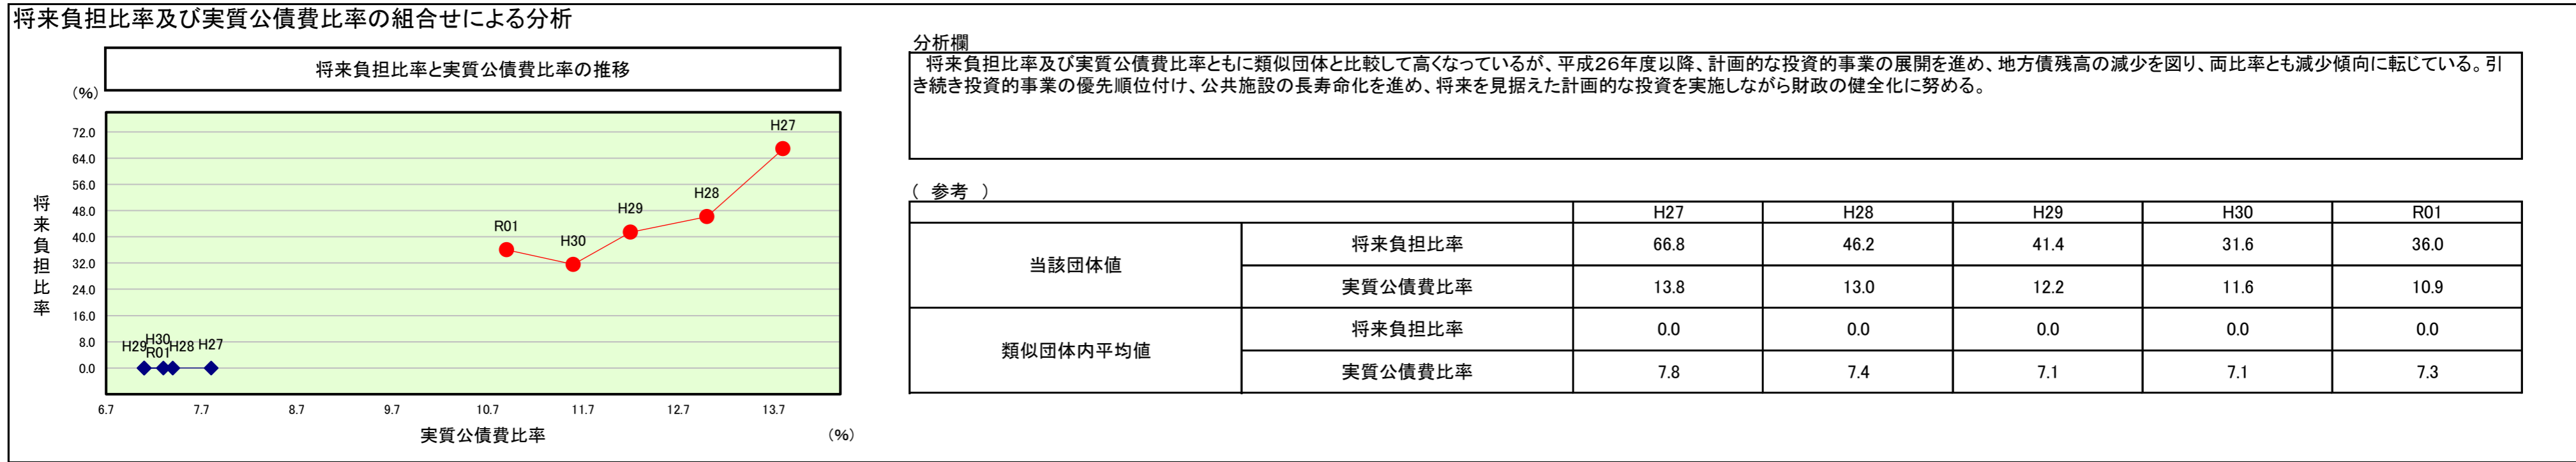 将来負担比率及び実質公債費比率の組合せによる分析
将来負担比率と実質公債費比率の推移
(%)
72.0
64.0
56.0
48.0
40.0
32.0
24.0
16.0
8.0
0.0
将来負担比率
H27
H28
H29
H30
R01
H29
H30
R01
H28
H27
6.7 7.7 8.7 9.7 10.7 11.7 12.7 13.7
実質公債費比率
(%)
分析欄
将来負担比率及び実質公債費比率ともに類似団体と比較して高くなっているが、平成26年度以降、計画的な投資的事業の展開を進め、地方債残高の減少を図り、両比率とも減少傾向に転じている。引
き続き投資的事業の優先順位付け、公共施設の長寿命化を進め、将来を見据えた計画的な投資を実施しながら財政の健全化に努める。
( 参考 )
H27 H28 H29 H30 R01
当該団体値
将来負担比率 66.8 46.2 41.4 31.6 36.0
実質公債費比率 13.8 13.0 12.2 11.6 10.9
類似団体内平均値
将来負担比率 0.0 0.0 0.0 0.0 0.0
実質公債費比率 7.8 7.4 7.1 7.1 7.3